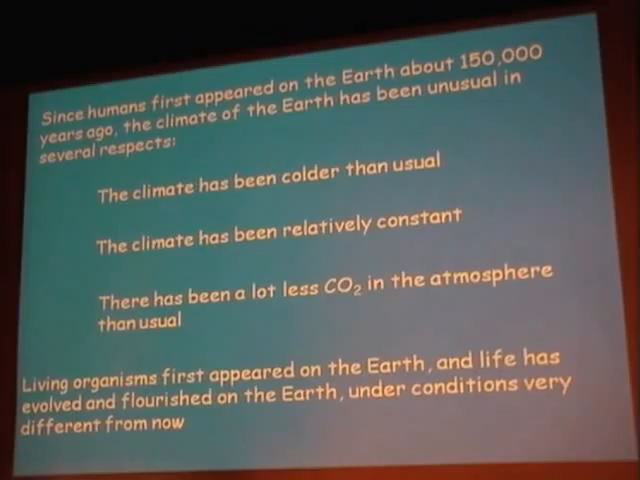 Since humans first appeared on the Earth about 150,000
years ago, the climate of the Earth has been unusual in
several respects:
The climate has been colder than usual
The climate has been relatively constant
There has been a lot less CO₂ in the atmosphere
than usual
Living organisms first appeared on the Earth, and life has
evolved and flourished on the Earth, under conditions very
different from now